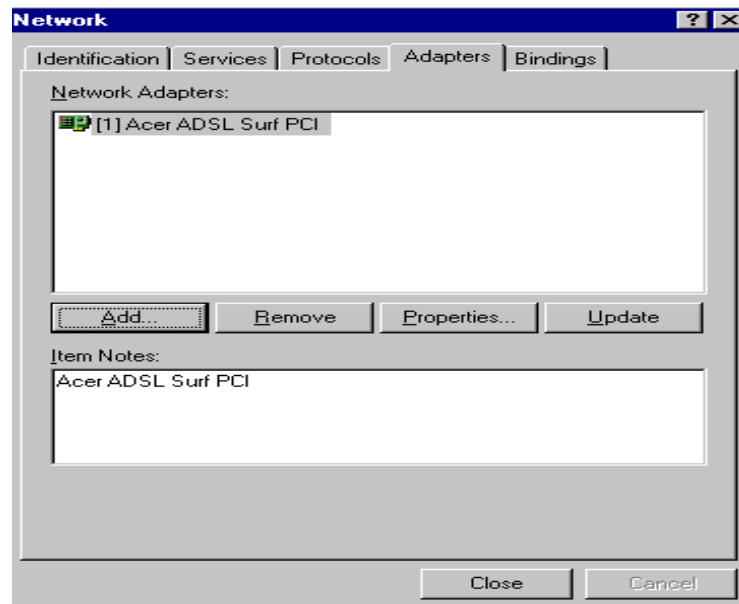 Network
Identification Services Protocols Adapters Bindings
Network Adapters:
[1] Acer ADSL Surf PCI
Add... Remove Properties... Update
Item Notes:
Acer ADSL Surf PCI
Close Cancel